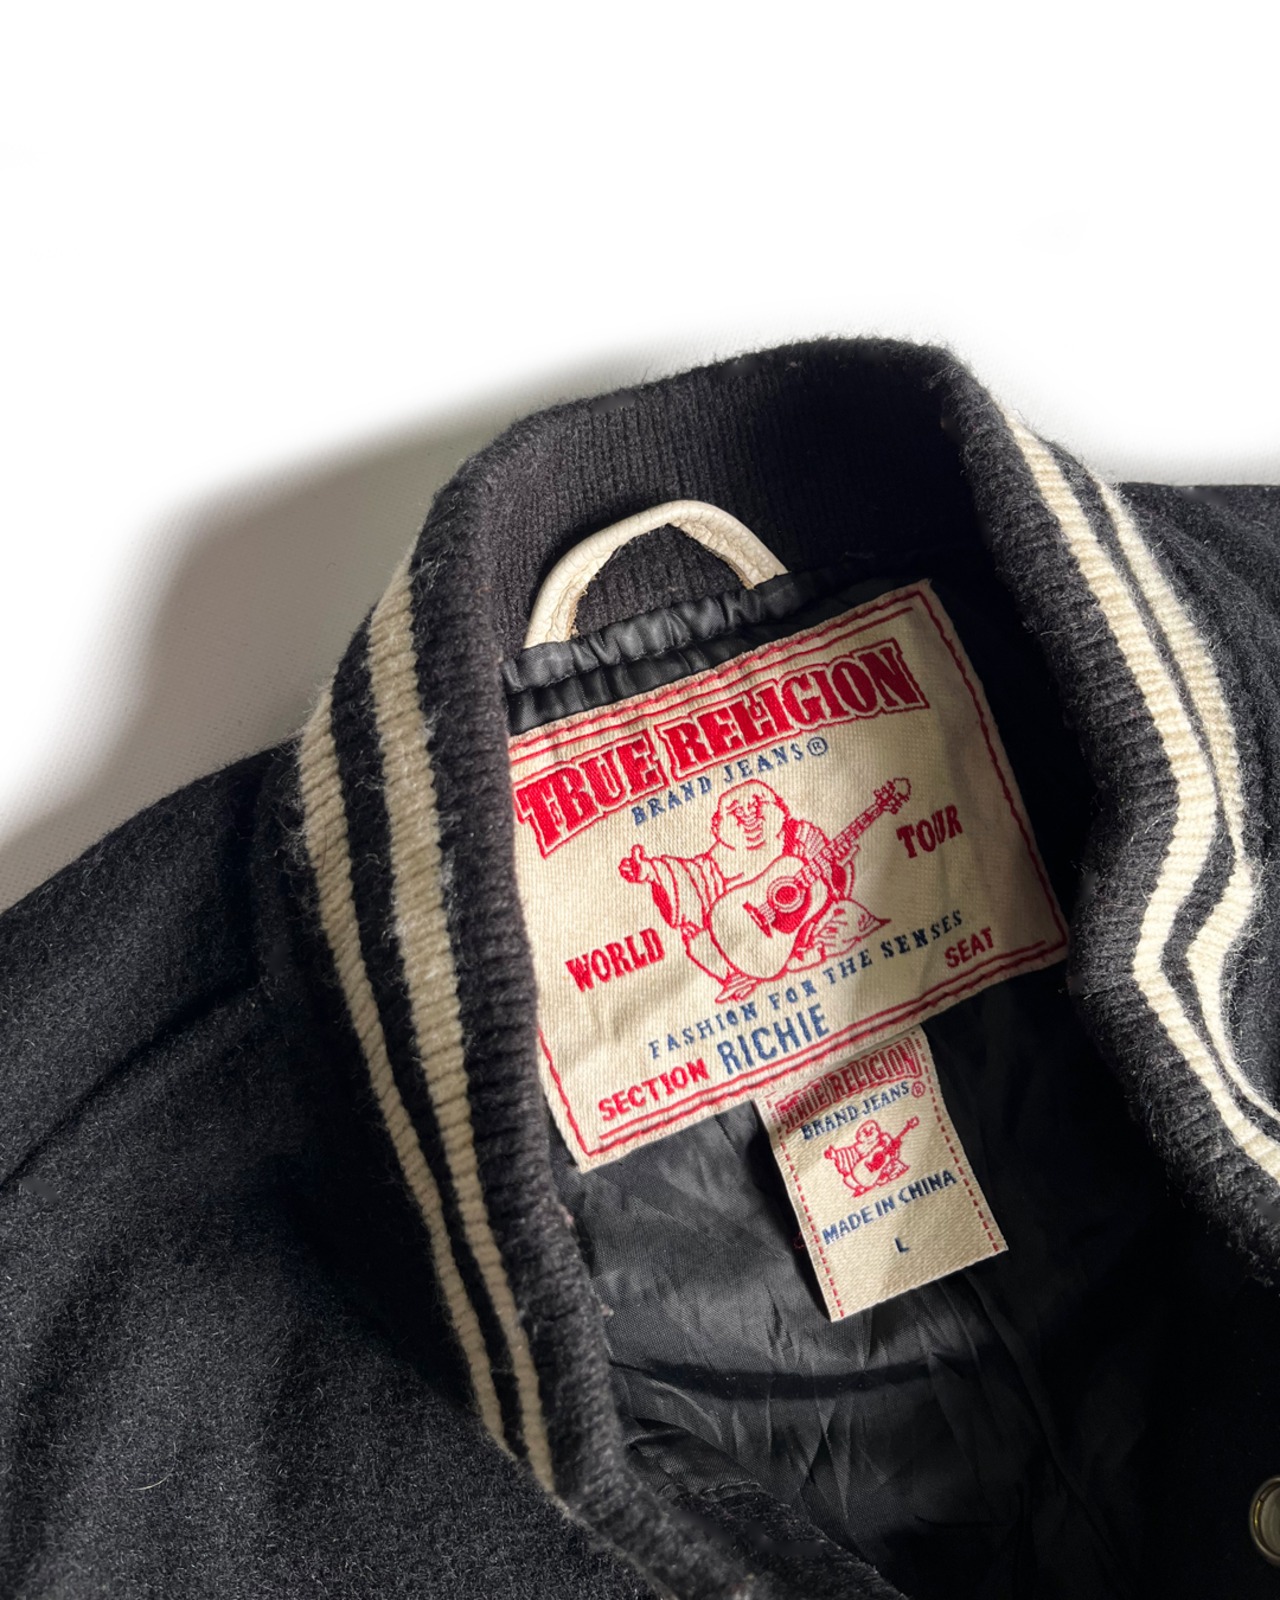 TRUE RELIGION
BRAND JEANS®
WORLD TOUR
FASHION FOR THE SENSES
SECTION RICHIE SEAT
TRUE RELIGION
BRAND JEANS®
MADE IN CHINA
L